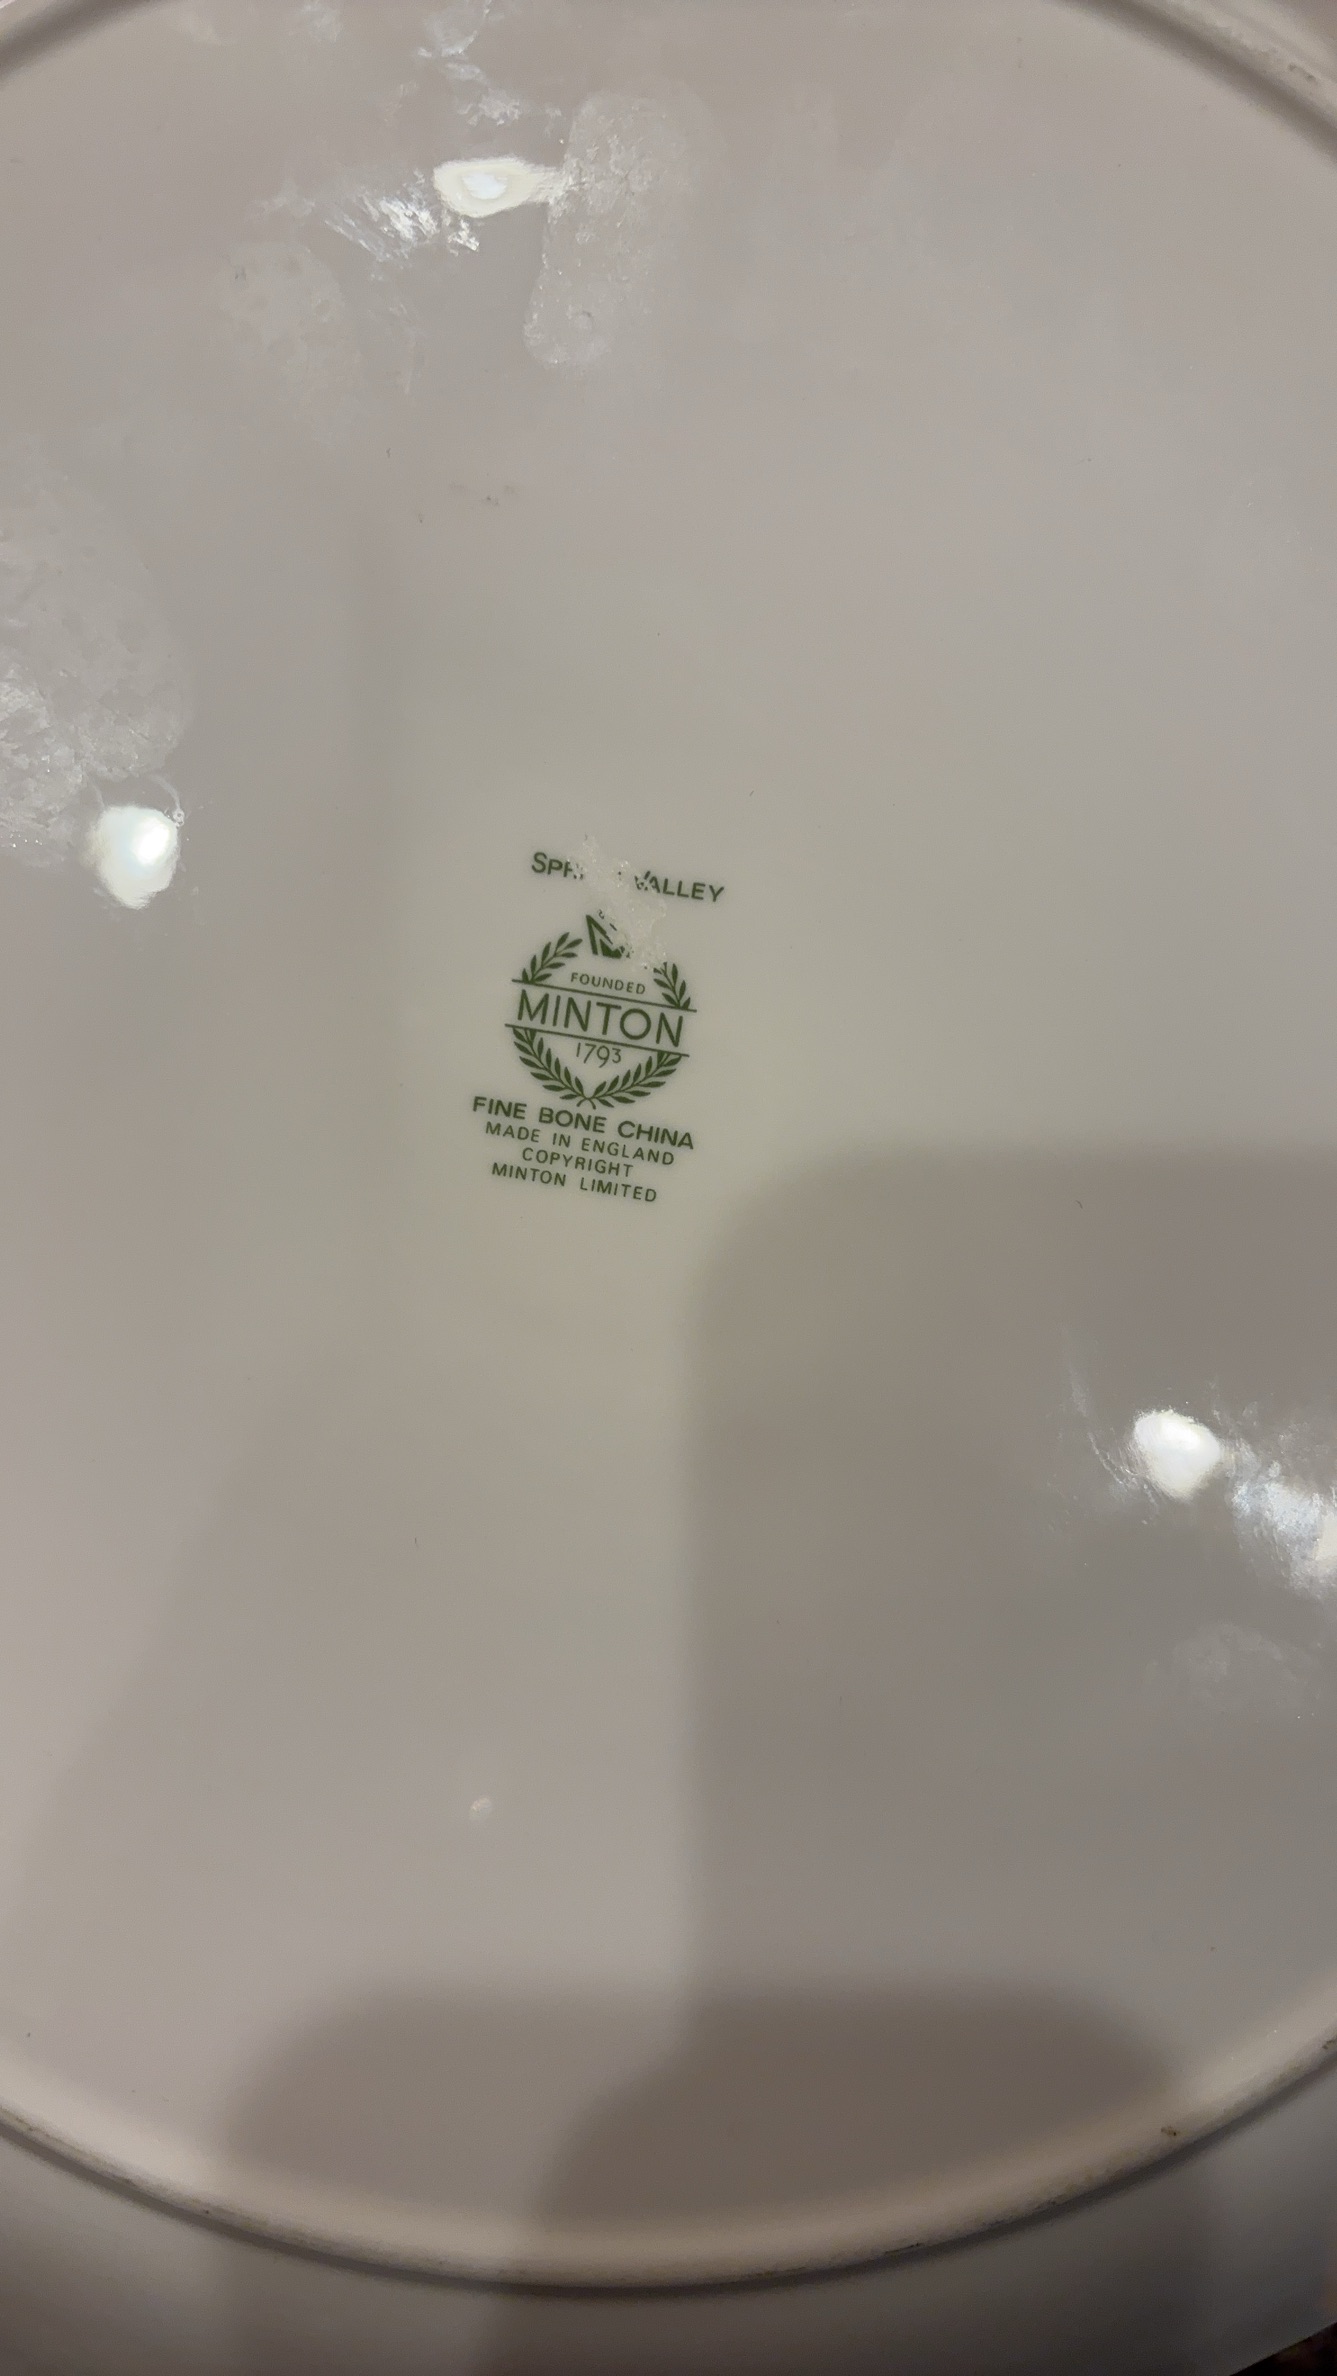 VALLEY
FOUNDED
MINTON
1793
FINE BONE CHINA
MADE IN ENGLAND
COPYRIGHT
MINTON LIMITED